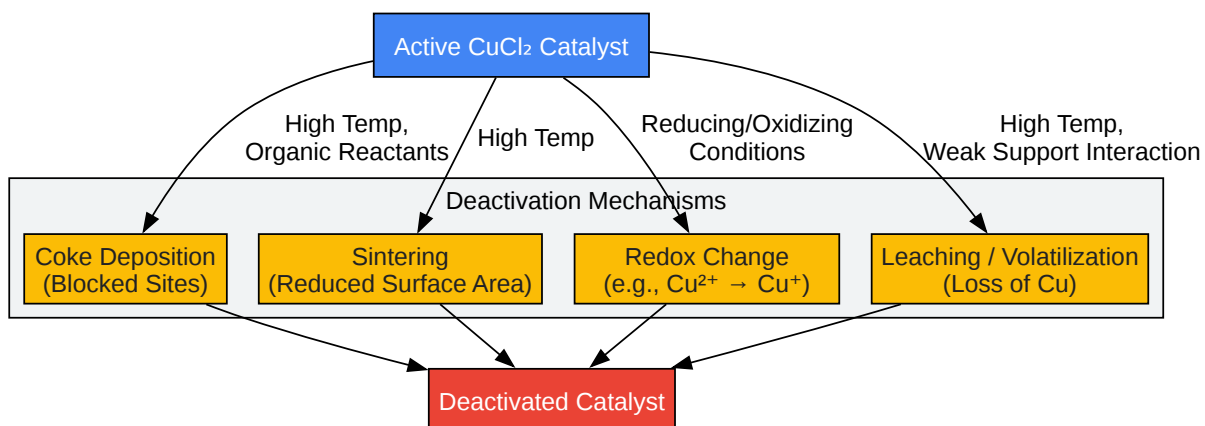 Active CuCl₂ Catalyst
High Temp,
Organic Reactants
High Temp
Reducing/Oxidizing
Conditions
High Temp,
Weak Support Interaction
Deactivation Mechanisms
Coke Deposition
(Blocked Sites)
Sintering
(Reduced Surface Area)
Redox Change
(e.g., Cu²⁺ → Cu⁺)
Leaching / Volatilization
(Loss of Cu)
Deactivated Catalyst